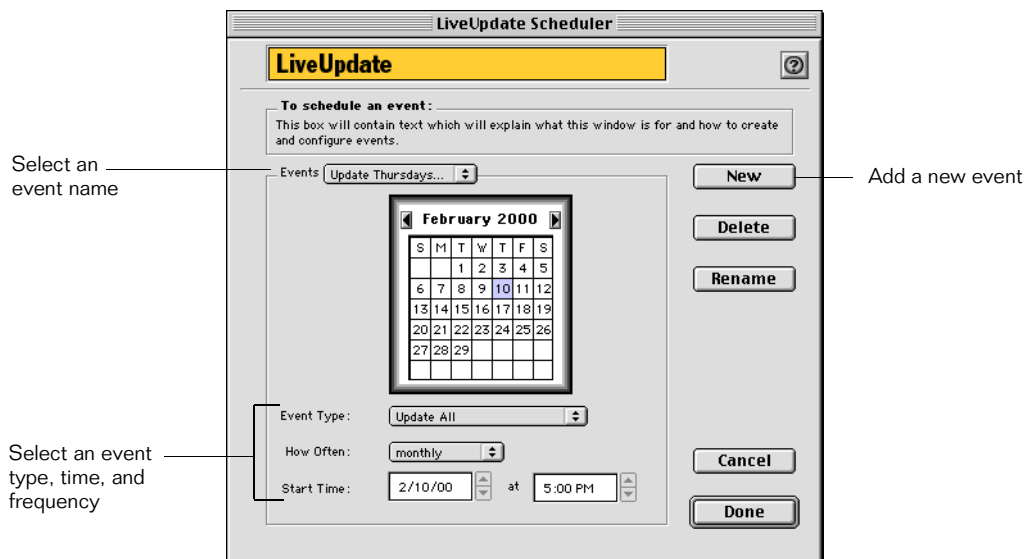 LiveUpdate Scheduler
LiveUpdate
?
To schedule an event:
This box will contain text which will explain what this window is for and how to create
and configure events.
Select an
event name
Events Update Thursdays...
New
Add a new event
Delete
Rename
February 2000
S M T W T F S
1 2 3 4 5
6 7 8 9 10 11 12
13 14 15 16 17 18 19
20 21 22 23 24 25 26
27 28 29
Select an event
type, time, and
frequency
Event Type: Update All
How Often: monthly
Start Time: 2/10/00 at 5:00 PM
Cancel
Done